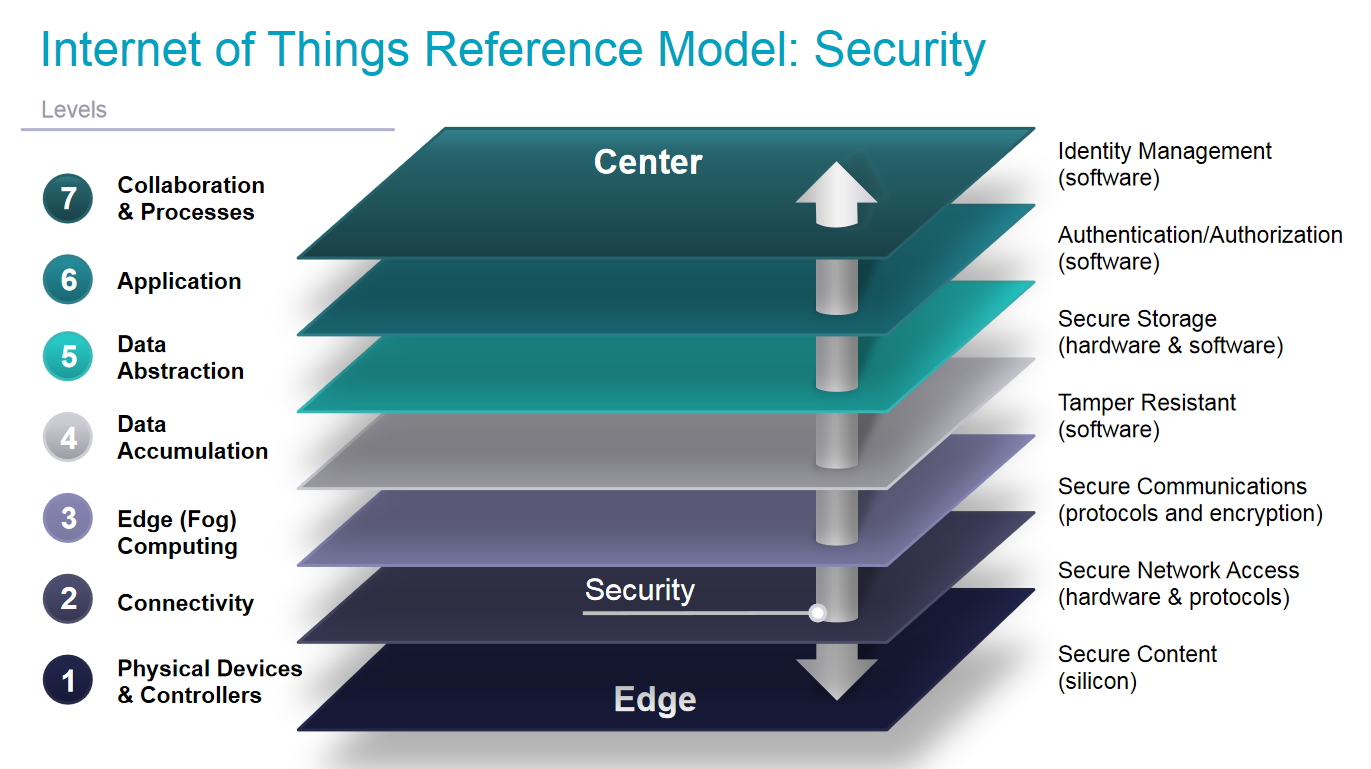 Internet of Things Reference Model: Security
Levels
7
Collaboration
& Processes
6
Application
5
Data
Abstraction
4
Data
Accumulation
3
Edge (Fog)
Computing
2
Connectivity
1
Physical Devices
& Controllers
Center
Security
Edge
Identity Management
(software)
Authentication/Authorization
(software)
Secure Storage
(hardware & software)
Tamper Resistant
(software)
Secure Communications
(protocols and encryption)
Secure Network Access
(hardware & protocols)
Secure Content
(silicon)